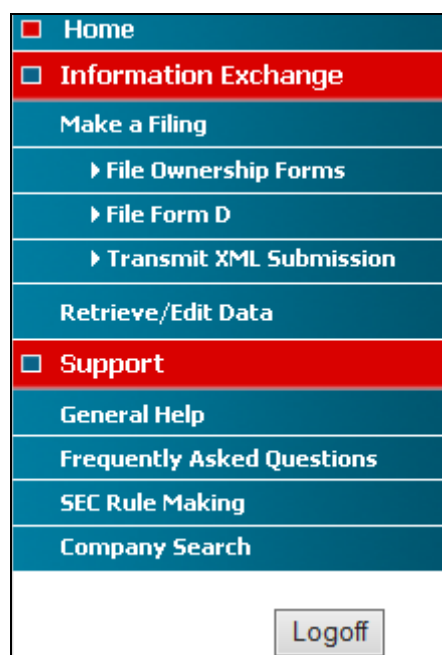 Home
Information Exchange
Make a Filing
File Ownership Forms
File Form D
Transmit XML Submission
Retrieve/Edit Data
Support
General Help
Frequently Asked Questions
SEC Rule Making
Company Search
Logoff